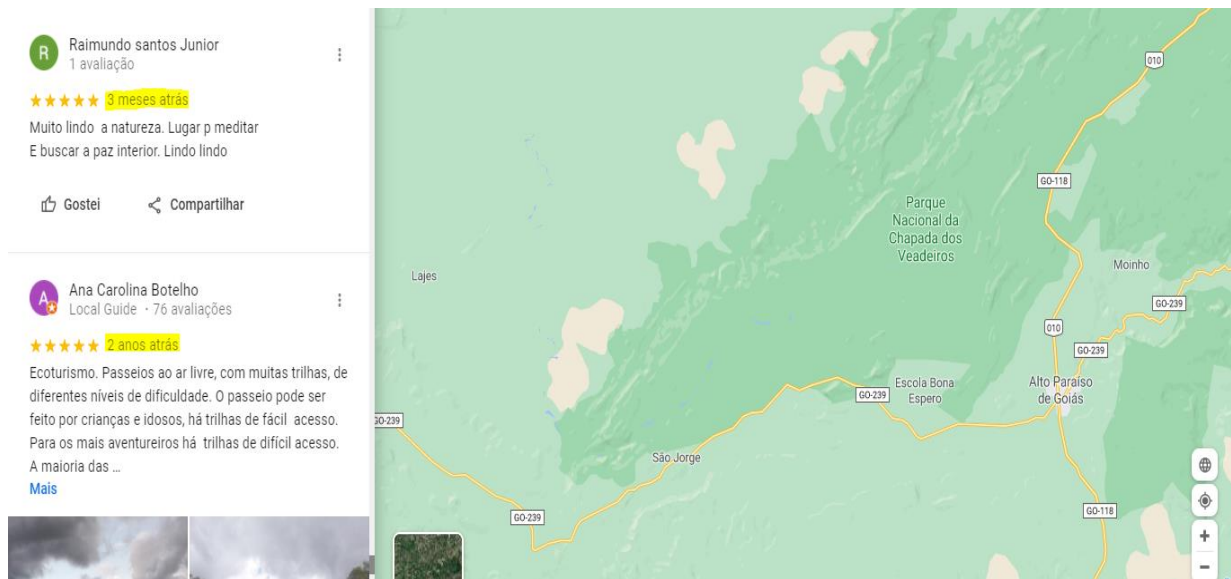 R
Raimundo santos Junior
1 avaliação
3 meses atrás
Muito lindo a natureza. Lugar p meditar
E buscar a paz interior. Lindo lindo
Gostei
Compartilhar
A
Ana Carolina Botelho
Local Guide · 76 avaliações
2 anos atrás
Ecoturismo. Passeios ao ar livre, com muitas trilhas, de
diferentes níveis de dificuldade. O passeio pode ser
feito por crianças e idosos, há trilhas de fácil acesso.
Para os mais aventureiros há trilhas de difícil acesso.
A maioria das ...
Mais
010
GO-118
Parque
Nacional da
Chapada dos
Veadeiros
Lajes
Moinho
GO-239
010
GO-239
Escola Bona
Espero
Alto Paraíso
de Goiás
GO-239
GO-239
São Jorge
GO-239
GO-118